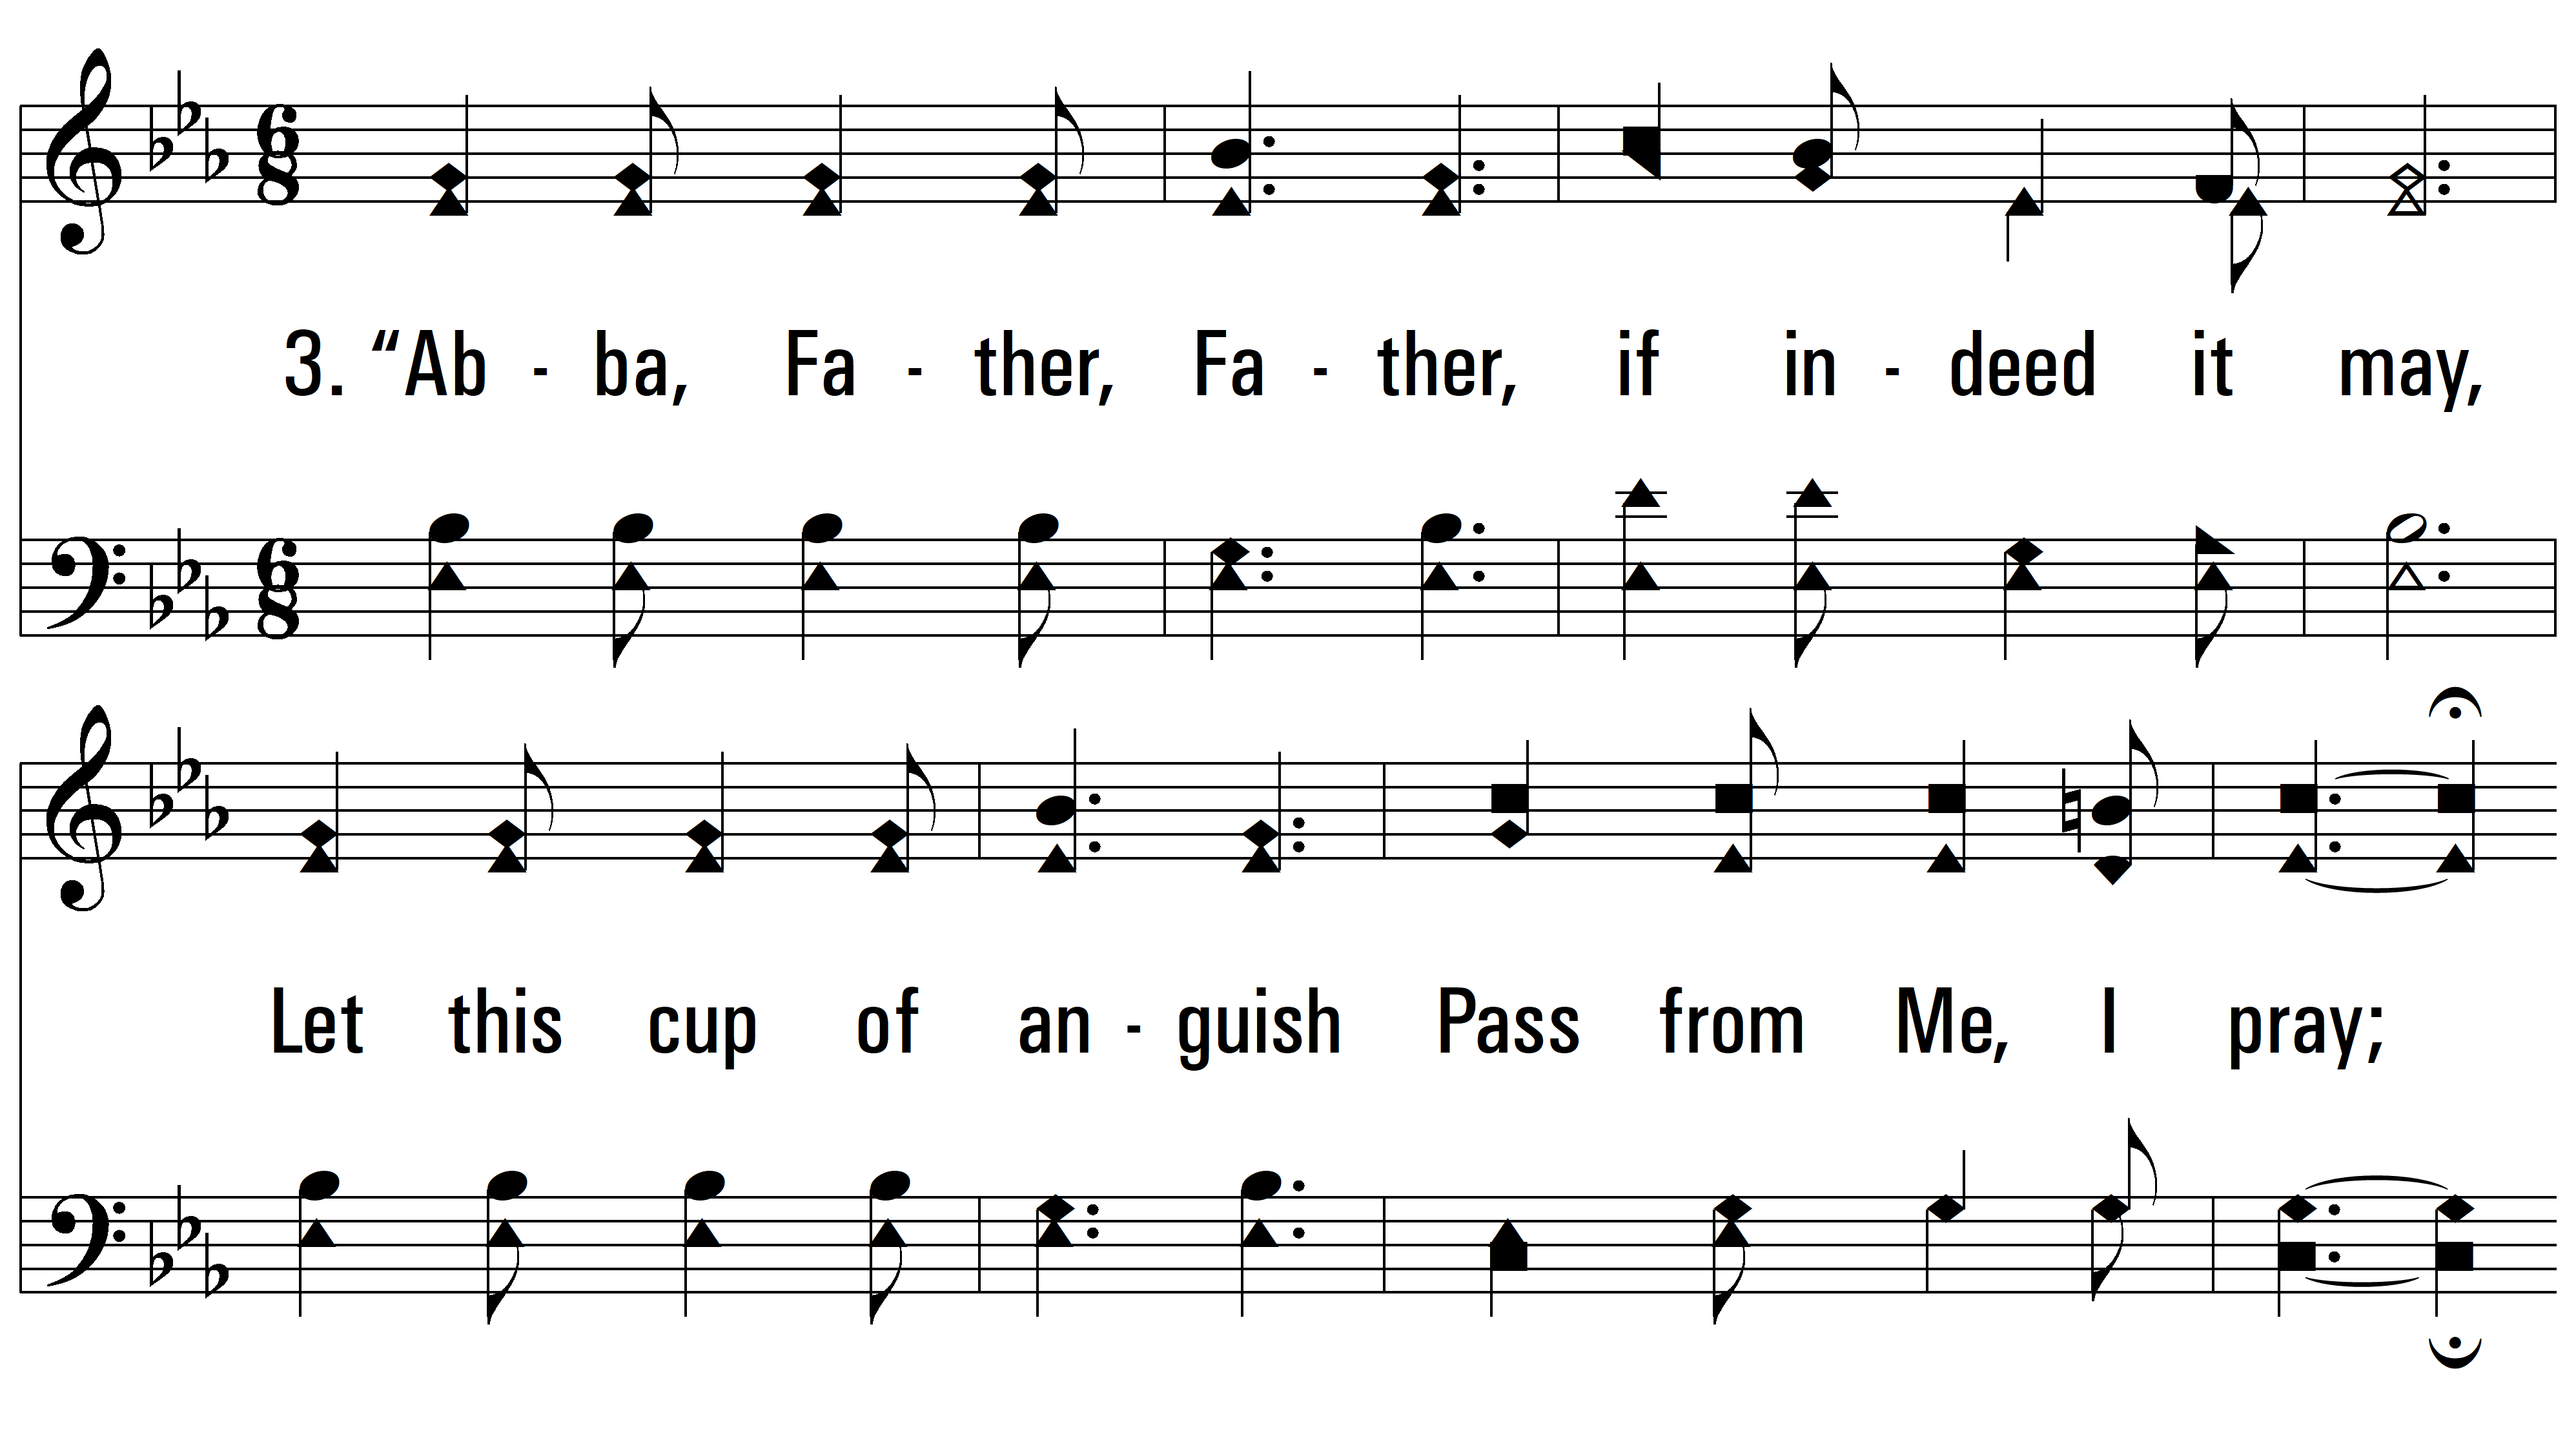 3. “Ab - ba, Fa - ther, Fa - ther, if in - deed it may,
Let this cup of an - guish Pass from Me, I pray;